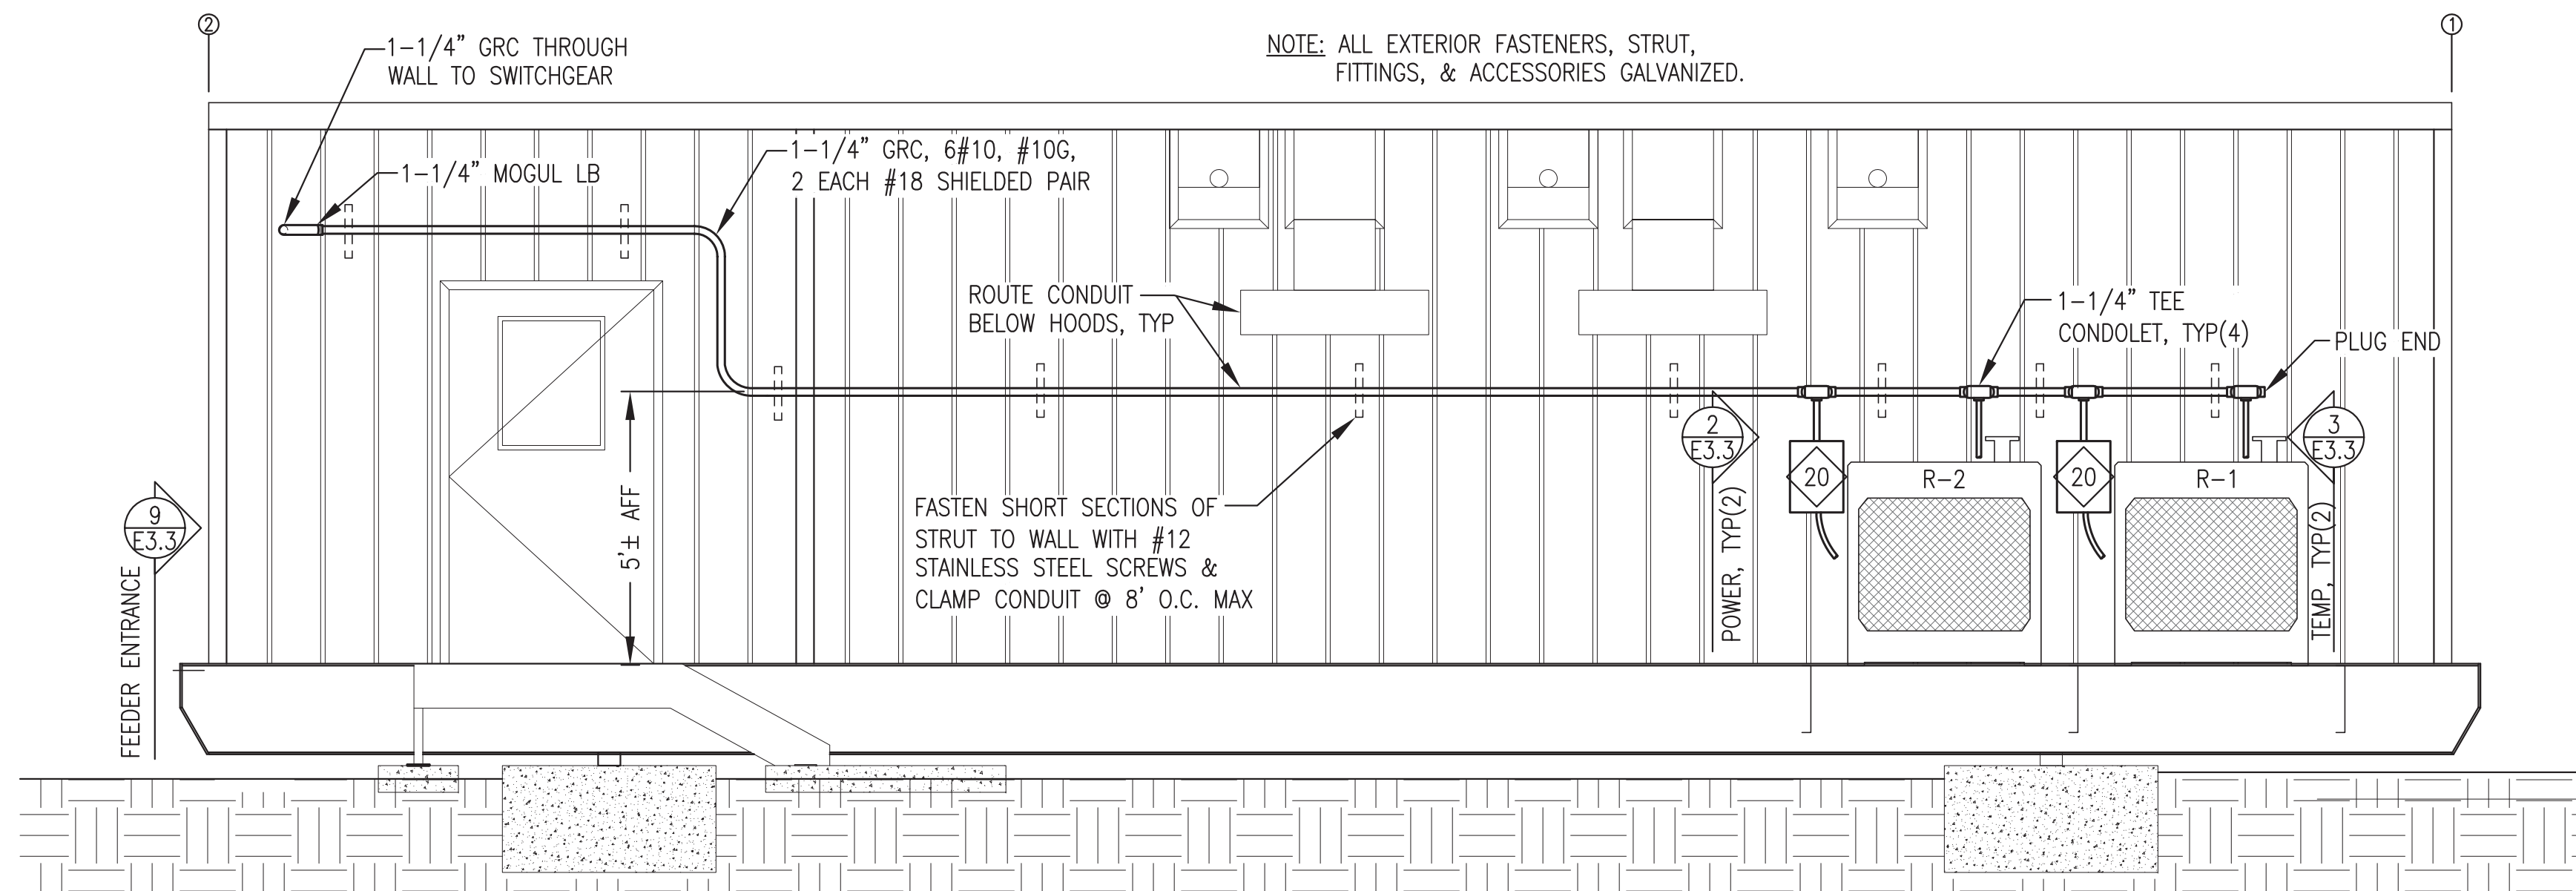 ②
①
1-1/4" GRC THROUGH
WALL TO SWITCHGEAR
NOTE: ALL EXTERIOR FASTENERS, STRUT,
FITTINGS, & ACCESSORIES GALVANIZED.
1-1/4" MOGUL LB
1-1/4" GRC, 6#10, #10G,
2 EACH #18 SHIELDED PAIR
ROUTE CONDUIT
BELOW HOODS, TYP
1-1/4" TEE
CONDOLET, TYP(4)
PLUG END
5'± AFF
FASTEN SHORT SECTIONS OF
STRUT TO WALL WITH #12
STAINLESS STEEL SCREWS &
CLAMP CONDUIT @ 8' O.C. MAX
9
E3.3
FEEDER ENTRANCE
2
E3.3
POWER, TYP(2)
20
R-2
20
R-1
3
E3.3
TEMP, TYP(2)